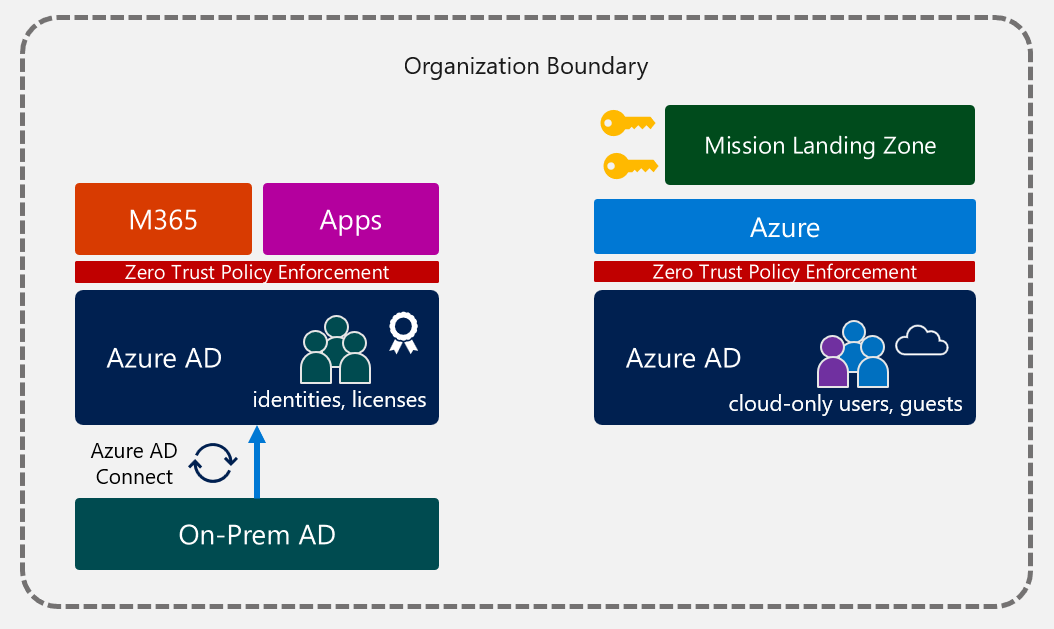 Organization Boundary
M365
Apps
Zero Trust Policy Enforcement
Azure AD
identities, licenses
Azure AD
Connect
On-Prem AD
Mission Landing Zone
Azure
Zero Trust Policy Enforcement
Azure AD
cloud-only users, guests